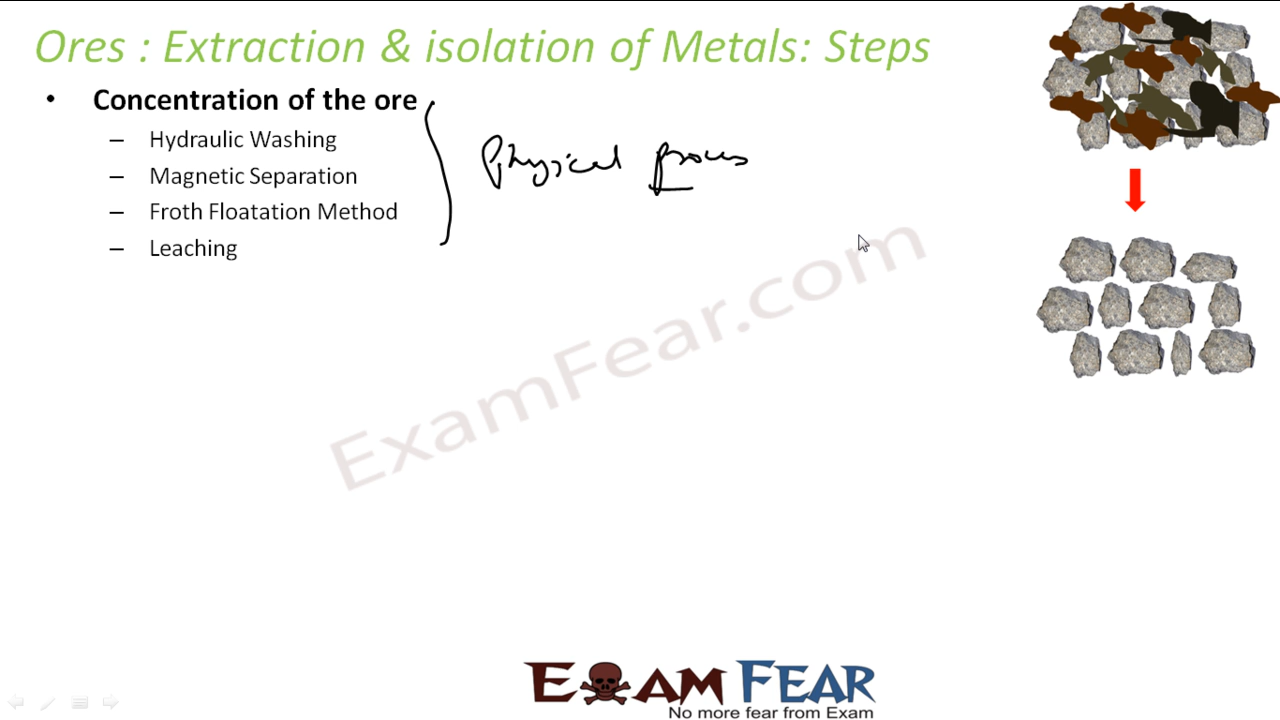 Ores : Extraction & isolation of Metals: Steps
• Concentration of the ore
– Hydraulic Washing
– Magnetic Separation
– Froth Floatation Method
– Leaching
Physical
ExamFear.com
EXAM FEAR
No more fear from Exam